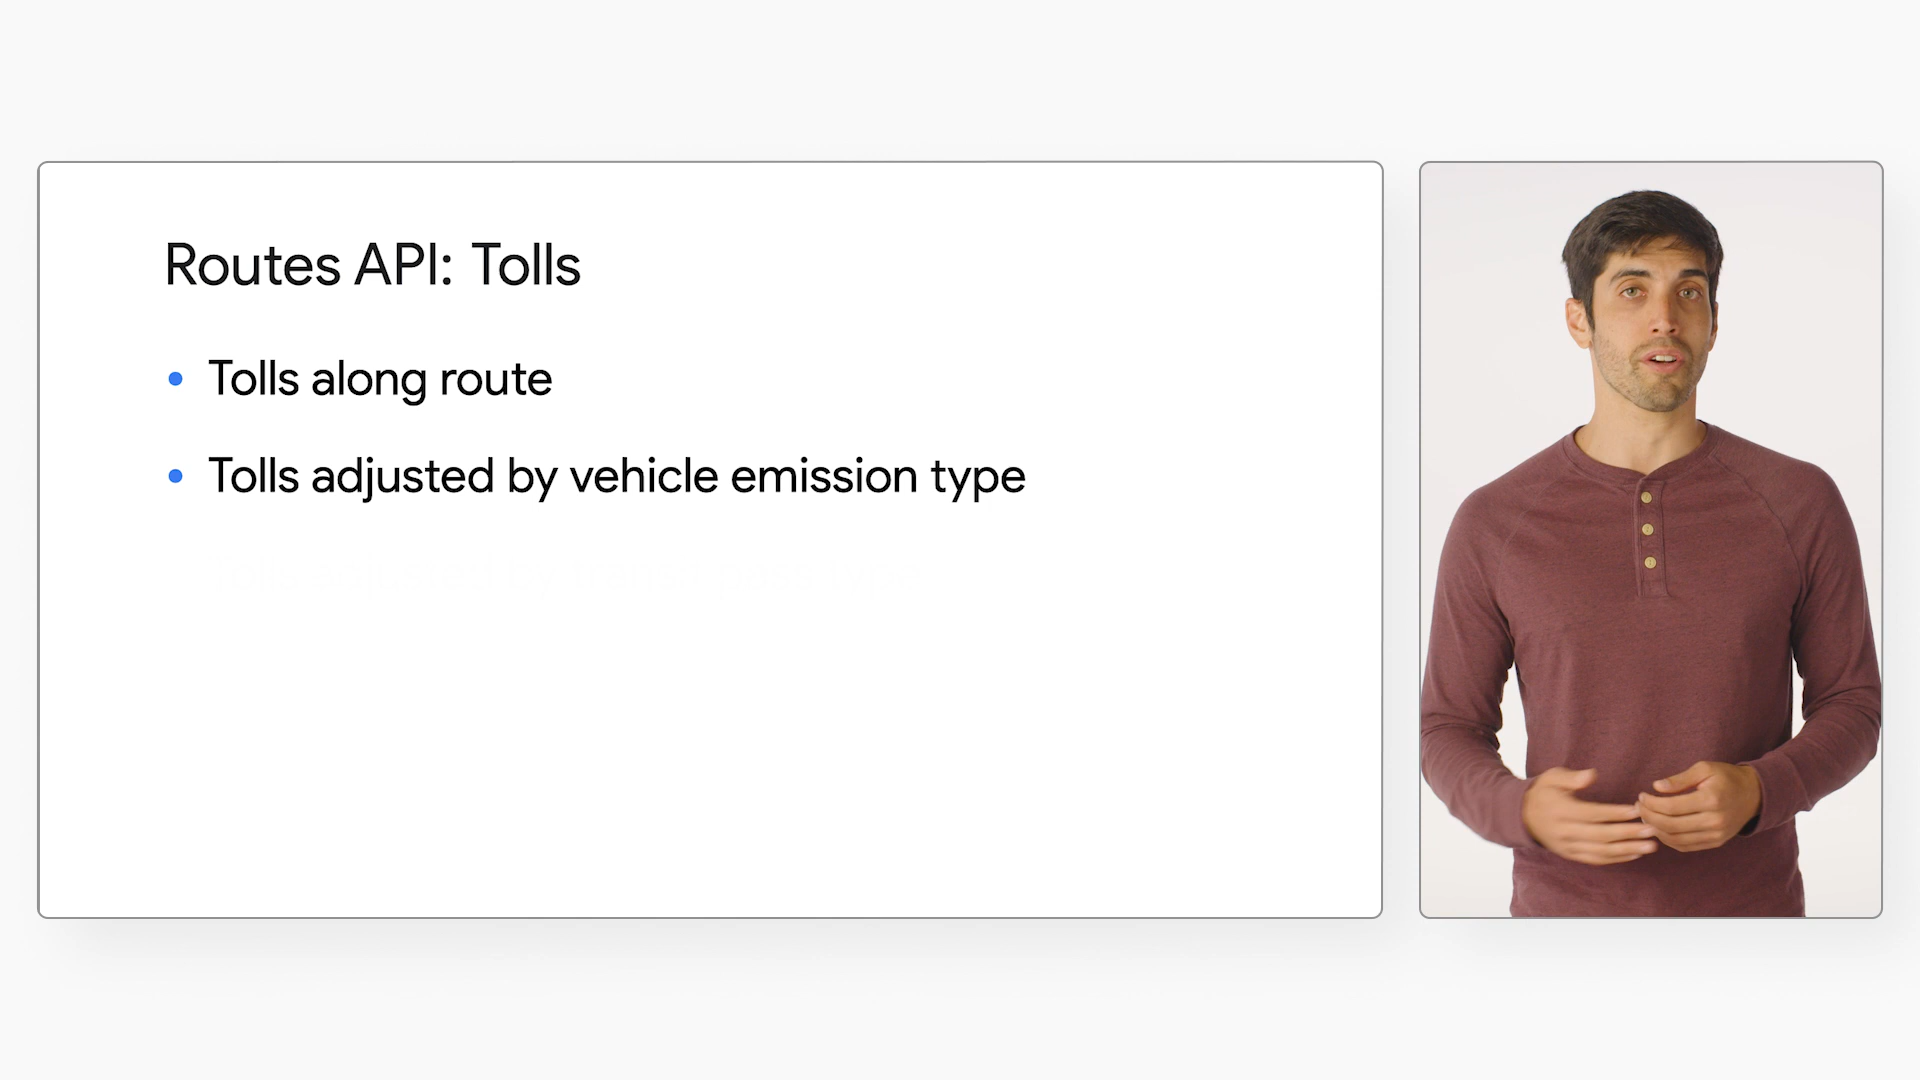 Routes API: Tolls
• Tolls along route
• Tolls adjusted by vehicle emission type